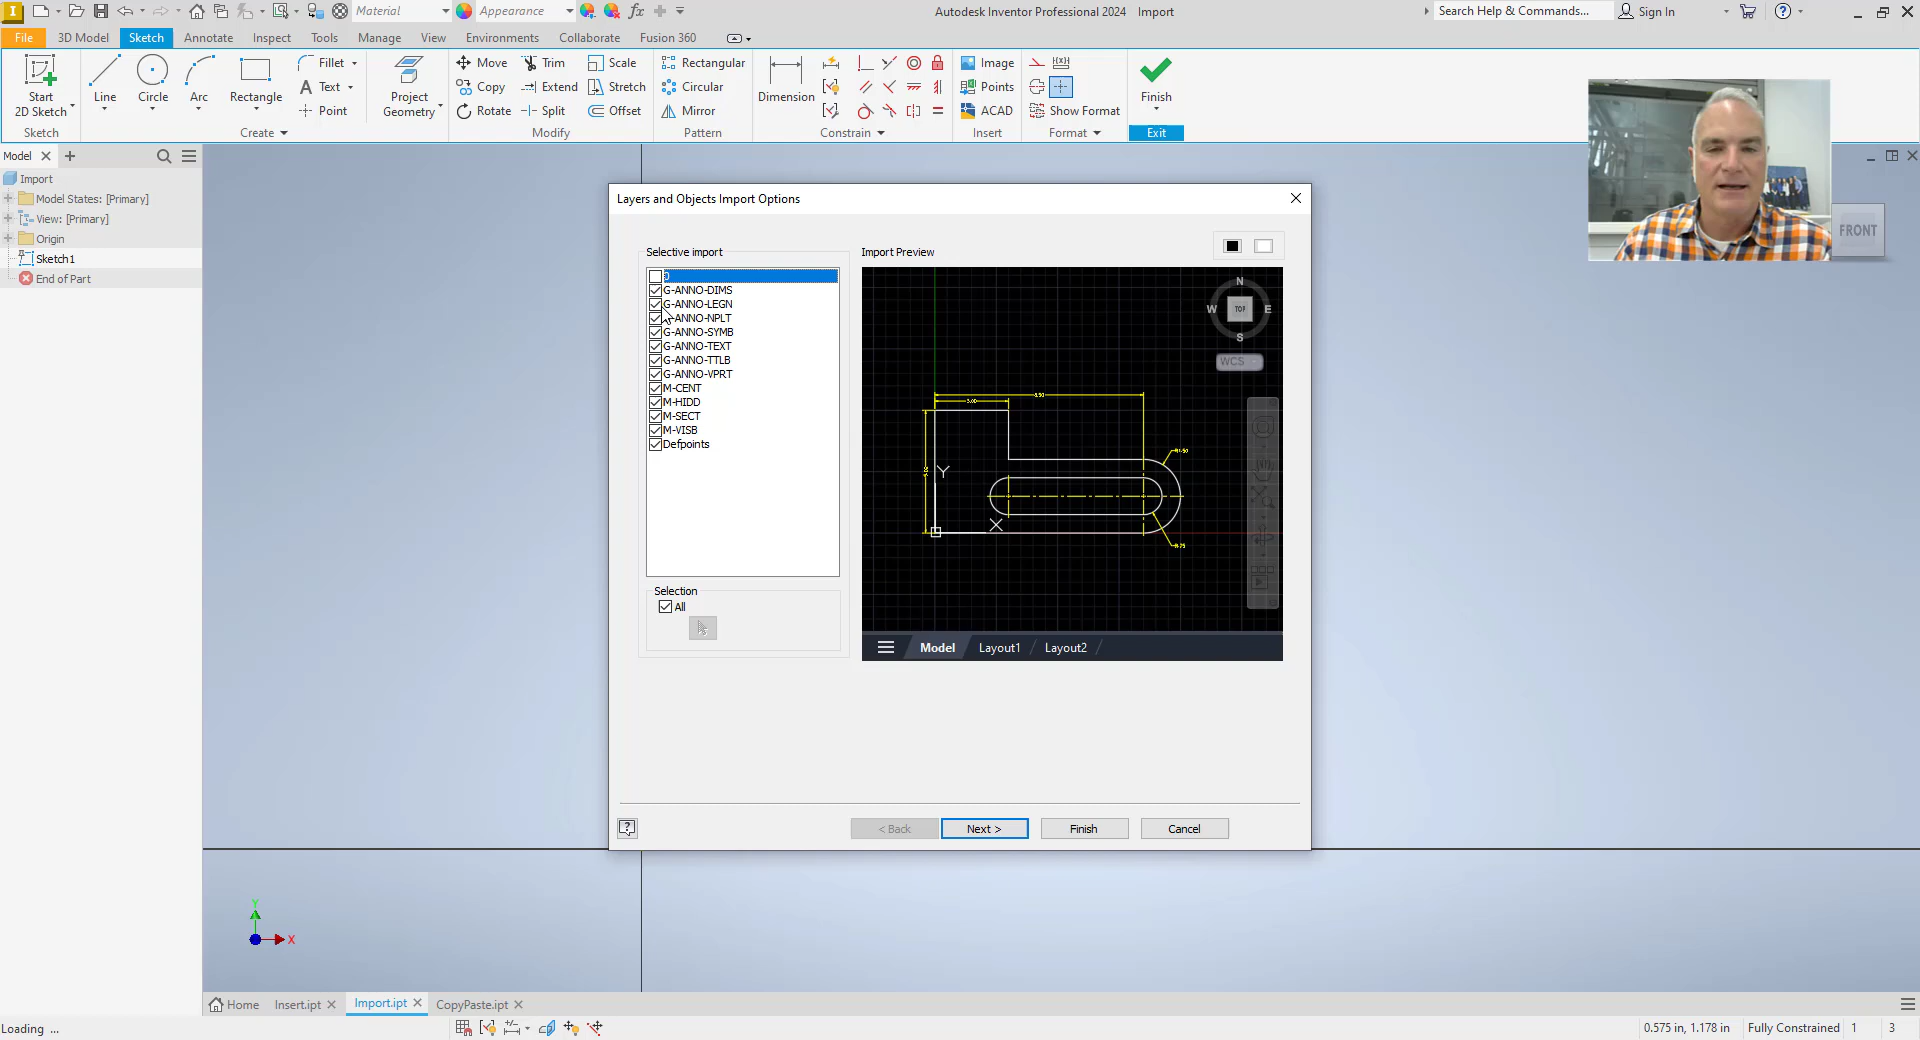 I
Material
Appearance
fx
Autodesk Inventor Professional 2024 Import
Search Help & Commands...
Sign In
File
3D Model
Sketch
Annotate
Inspect
Tools
Manage
View
Environments
Collaborate
Fusion 360
Start
2D Sketch
Line
Circle
Arc
Rectangle
Fillet
Text
Point
Project
Geometry
Move
Copy
Rotate
Trim
Extend
Split
Scale
Stretch
Offset
Rectangular
Circular
Mirror
Dimension
Image
Points
ACAD
Show Format
Finish
Sketch
Create
Modify
Pattern
Constrain
Insert
Format
Exit
Model
Import
Model States: [Primary]
View: [Primary]
Origin
Sketch1
End of Part
FRONT
Layers and Objects Import Options
Selective import
Import Preview
G-ANNO-DIMS
G-ANNO-LEGN
-ANNO-NPLT
G-ANNO-SYMB
G-ANNO-TEXT
G-ANNO-TTLB
G-ANNO-VPRT
M-CENT
M-HIDD
M-SECT
M-VISB
Defpoints
Selection
All
N
W
TOP
E
S
WCS
Y
X
Model
Layout1
Layout2
< Back
Next >
Finish
Cancel
Y
X
Home
Insert.ipt
Import.ipt
CopyPaste.ipt
Loading ...
0.575 in, 1.178 in
Fully Constrained
1
3